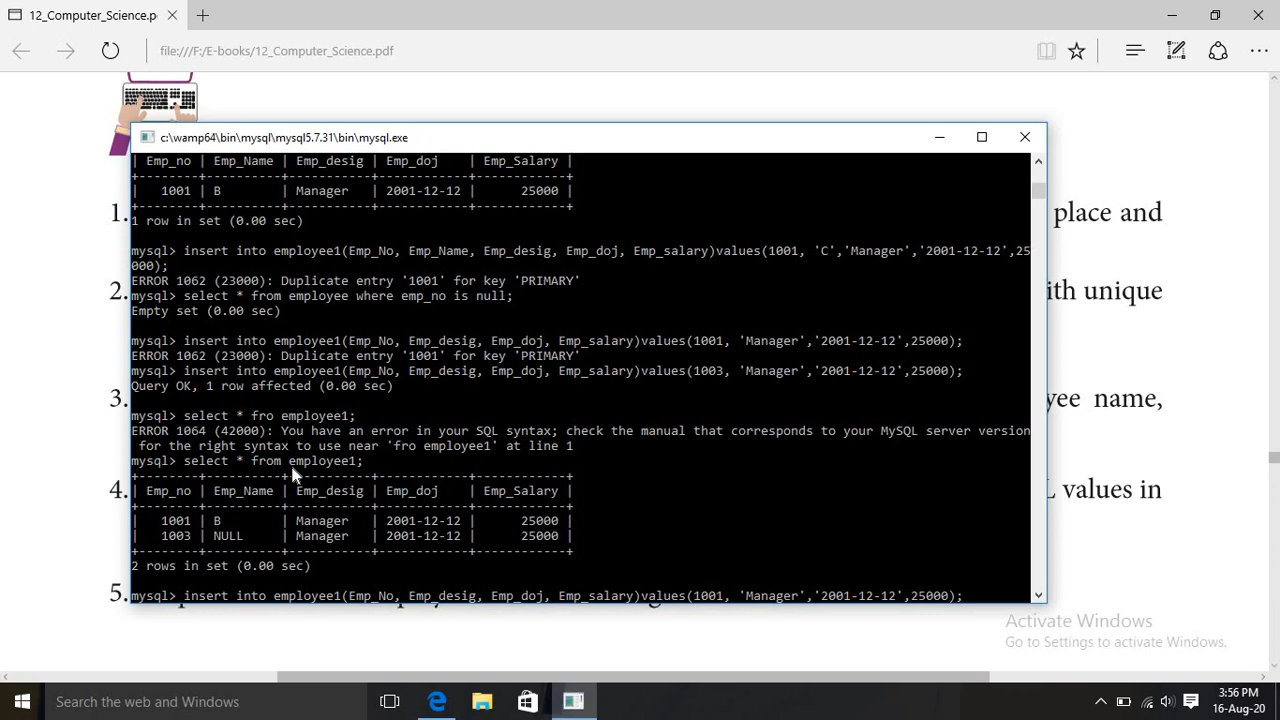 12_Computer_Science.p
file:///F:/E-books/12_Computer_Science.pdf
c:\wamp64\bin\mysql\mysql5.7.31\bin\mysql.exe
| Emp_no | Emp_Name | Emp_desig | Emp_doj    | Emp_Salary |
+--------+----------+-----------+------------+------------+
|   1001 | B        | Manager   | 2001-12-12 |      25000 |
+--------+----------+-----------+------------+------------+
1 row in set (0.00 sec)
mysql> insert into employee1(Emp_No, Emp_Name, Emp_desig, Emp_doj, Emp_salary)values(1001, 'C','Manager','2001-12-12',25
000);
ERROR 1062 (23000): Duplicate entry '1001' for key 'PRIMARY'
mysql> select * from employee where emp_no is null;
Empty set (0.00 sec)
mysql> insert into employee1(Emp_No, Emp_desig, Emp_doj, Emp_salary)values(1001, 'Manager','2001-12-12',25000);
ERROR 1062 (23000): Duplicate entry '1001' for key 'PRIMARY'
mysql> insert into employee1(Emp_No, Emp_desig, Emp_doj, Emp_salary)values(1003, 'Manager','2001-12-12',25000);
Query OK, 1 row affected (0.00 sec)
mysql> select * fro employee1;
ERROR 1064 (42000): You have an error in your SQL syntax; check the manual that corresponds to your MySQL server version
 for the right syntax to use near 'fro employee1' at line 1
mysql> select * from employee1;
+--------+----------+-----------+------------+------------+
| Emp_no | Emp_Name | Emp_desig | Emp_doj    | Emp_Salary |
+--------+----------+-----------+------------+------------+
|   1001 | B        | Manager   | 2001-12-12 |      25000 |
|   1003 | NULL     | Manager   | 2001-12-12 |      25000 |
+--------+----------+-----------+------------+------------+
2 rows in set (0.00 sec)
mysql> insert into employee1(Emp_No, Emp_desig, Emp_doj, Emp_salary)values(1001, 'Manager','2001-12-12',25000);
1. place and
2. ith unique
3. yee name,
4. values in
5.
Activate Windows
Go to Settings to activate Windows.
Search the web and Windows
3:56 PM
16-Aug-20